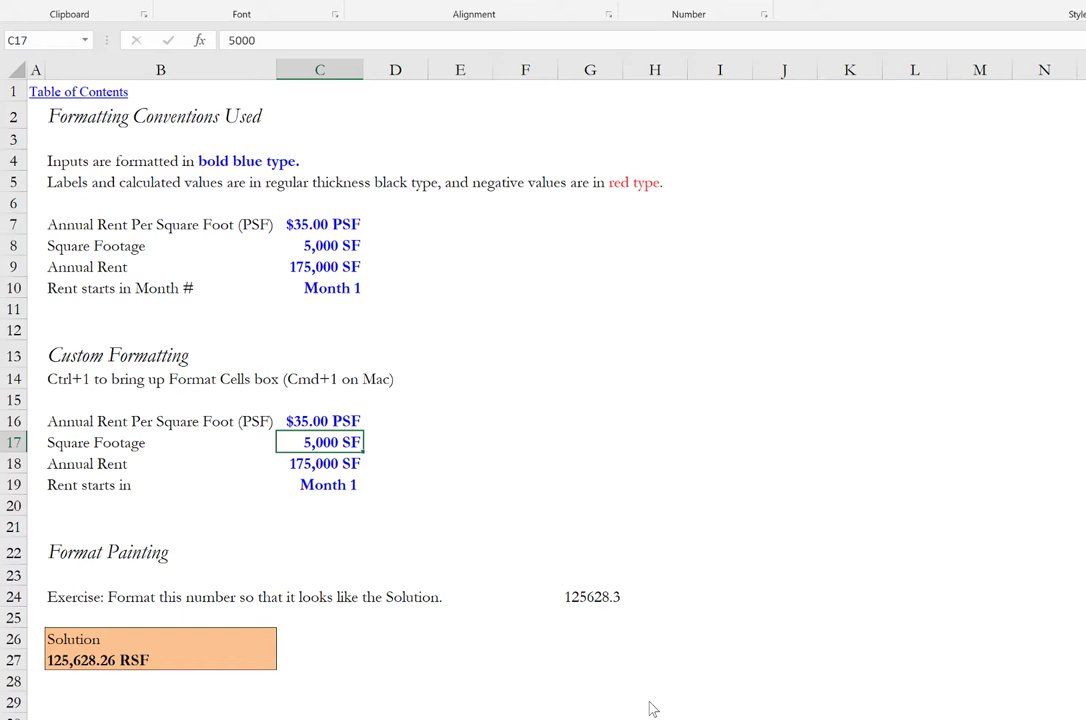 Clipboard Font Alignment Number Style
C17 fx 5000
A B C D E F G H I J K L M N
1 Table of Contents
2 Formatting Conventions Used
3
4 Inputs are formatted in bold blue type.
5 Labels and calculated values are in regular thickness black type, and negative values are in red type.
6
7 Annual Rent Per Square Foot (PSF) $35.00 PSF
8 Square Footage 5,000 SF
9 Annual Rent 175,000 SF
10 Rent starts in Month # Month 1
11
12
13 Custom Formatting
14 Ctrl+1 to bring up Format Cells box (Cmd+1 on Mac)
15
16 Annual Rent Per Square Foot (PSF) $35.00 PSF
17 Square Footage 5,000 SF
18 Annual Rent 175,000 SF
19 Rent starts in Month 1
20
21
22 Format Painting
23
24 Exercise: Format this number so that it looks like the Solution. 125628.3
25
26 Solution
27 125,628.26 RSF
28
29